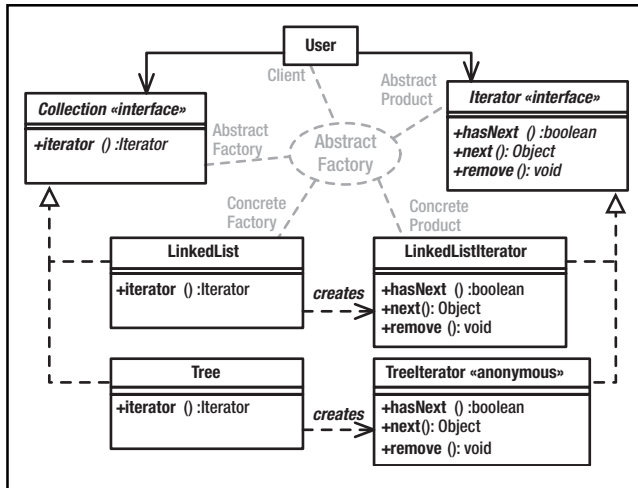 User
Client
Abstract
Product
Collection «interface»
+iterator () :Iterator
Abstract
Factory
Abstract
Factory
Iterator «interface»
+hasNext () :boolean
+next(): Object
+remove(): void
Concrete
Factory
Concrete
Product
LinkedList
+iterator () :Iterator
creates
LinkedListIterator
+hasNext () :boolean
+next(): Object
+remove (): void
Tree
+iterator () :Iterator
creates
TreeIterator «anonymous»
+hasNext () :boolean
+next(): Object
+remove (): void